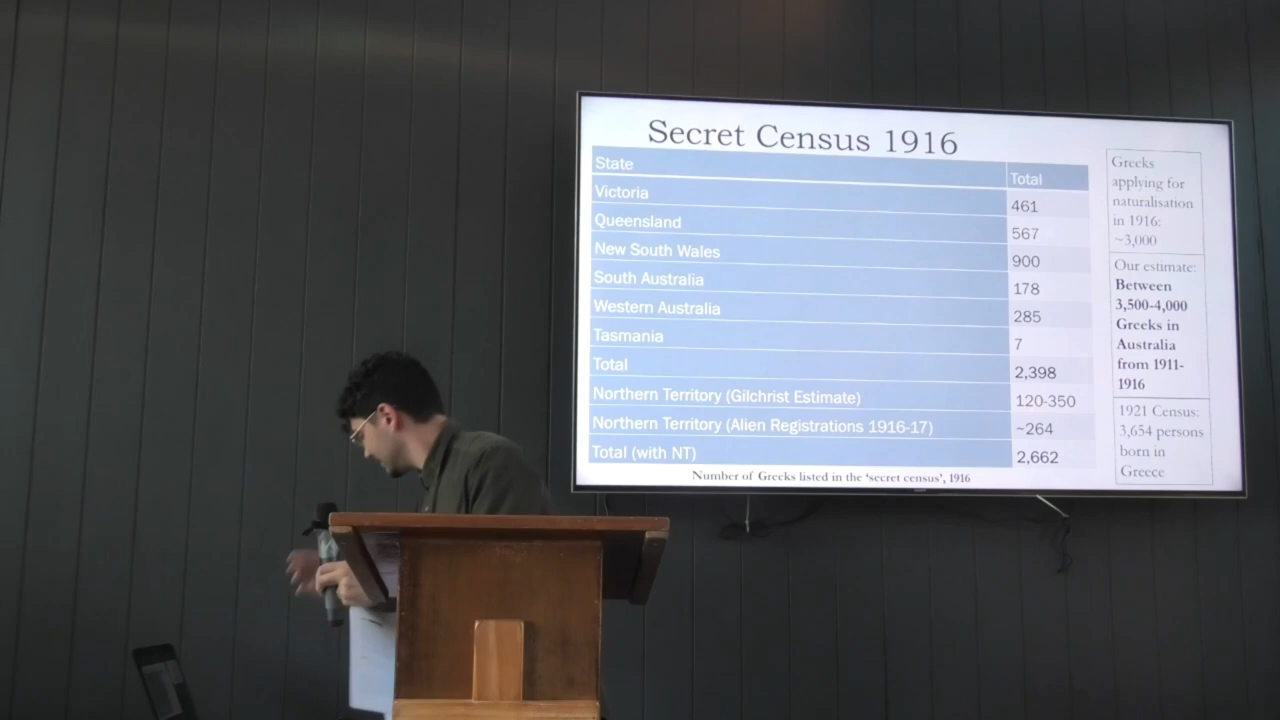 Secret Census 1916
State Total
Victoria 461
Queensland 567
New South Wales 900
South Australia 178
Western Australia 285
Tasmania 7
Total 2,398
Northern Territory (Gilchrist Estimate) 120-350
Northern Territory (Alien Registrations 1916-17) ~264
Total (with NT) 2,662
Number of Greeks listed in the 'secret census', 1916
Greeks
applying for
naturalisation
in 1916:
~3,000
Our estimate:
Between
3,500-4,000
Greeks in
Australia
from 1911-
1916
1921 Census:
3,654 persons
born in
Greece